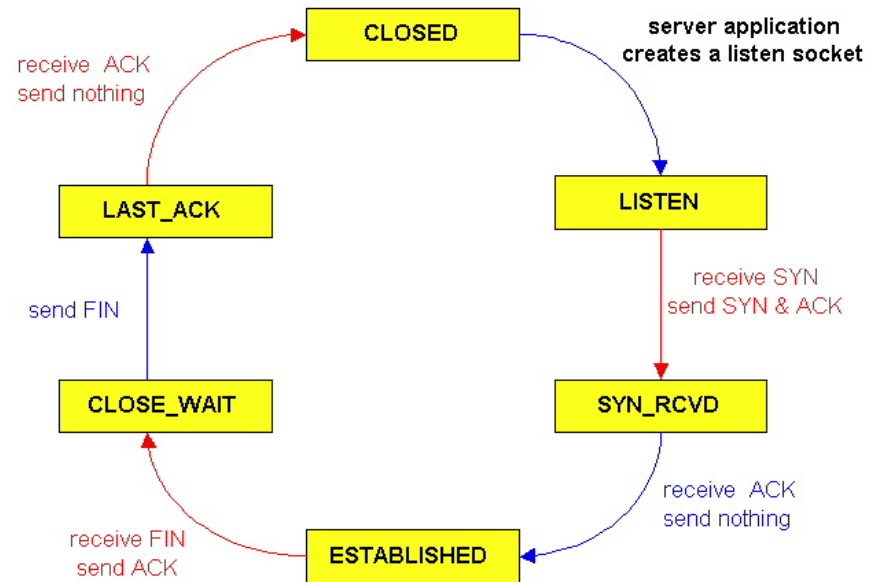 CLOSED
server application
creates a listen socket
receive ACK
send nothing
LAST_ACK
LISTEN
receive SYN
send SYN & ACK
send FIN
CLOSE_WAIT
SYN_RCVD
receive ACK
send nothing
receive FIN
send ACK
ESTABLISHED